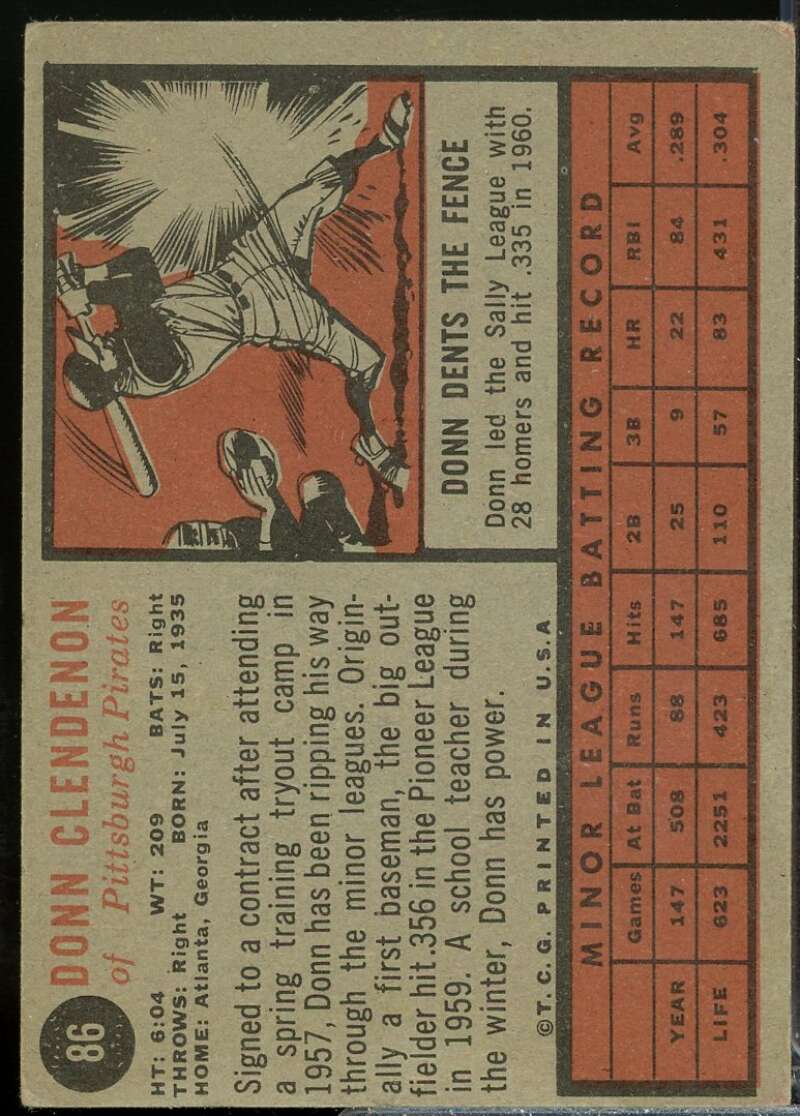 86
DONN CLENDENON
of Pittsburgh Pirates
HT: 6:04 WT: 209 BATS: Right
THROWS: Right BORN: July 15, 1935
HOME: Atlanta, Georgia
Signed to a contract after attending
a spring training tryout camp in
1957, Donn has been ripping his way
through the minor leagues. Origin-
ally a first baseman, the big out-
fielder hit .356 in the Pioneer League
in 1959. A school teacher during
the winter, Donn has power.
©T.C.G. PRINTED IN U.S.A
DONN DENTS THE FENCE
Donn led the Sally League with
28 homers and hit .335 in 1960.
MINOR LEAGUE BATTING RECORD
Games At Bat Runs Hits 2B 3B HR RBI Avg
YEAR 147 508 88 147 25 9 22 84 .289
LIFE 623 2251 423 685 110 57 83 431 .304